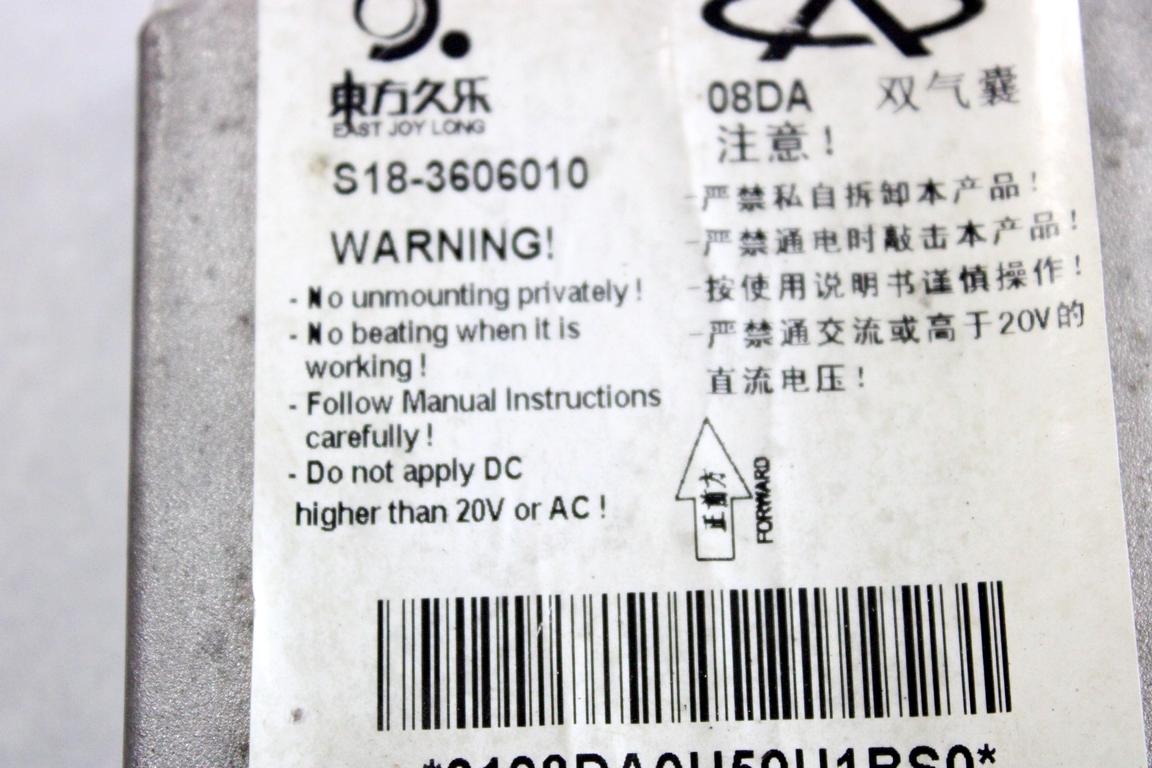 東方久乐
EAST JOY LONG
S18-3606010
WARNING!
- No unmounting privately!
- No beating when it is
working!
- Follow Manual Instructions
carefully!
- Do not apply DC
higher than 20V or AC!
08DA 双气囊
注意!
-严禁私自拆卸本产品!
-严禁通电时敲击本产品!
-按使用说明书谨慎操作!
-严禁通交流或高于20V的
直流电压!
正前方
FORWARD